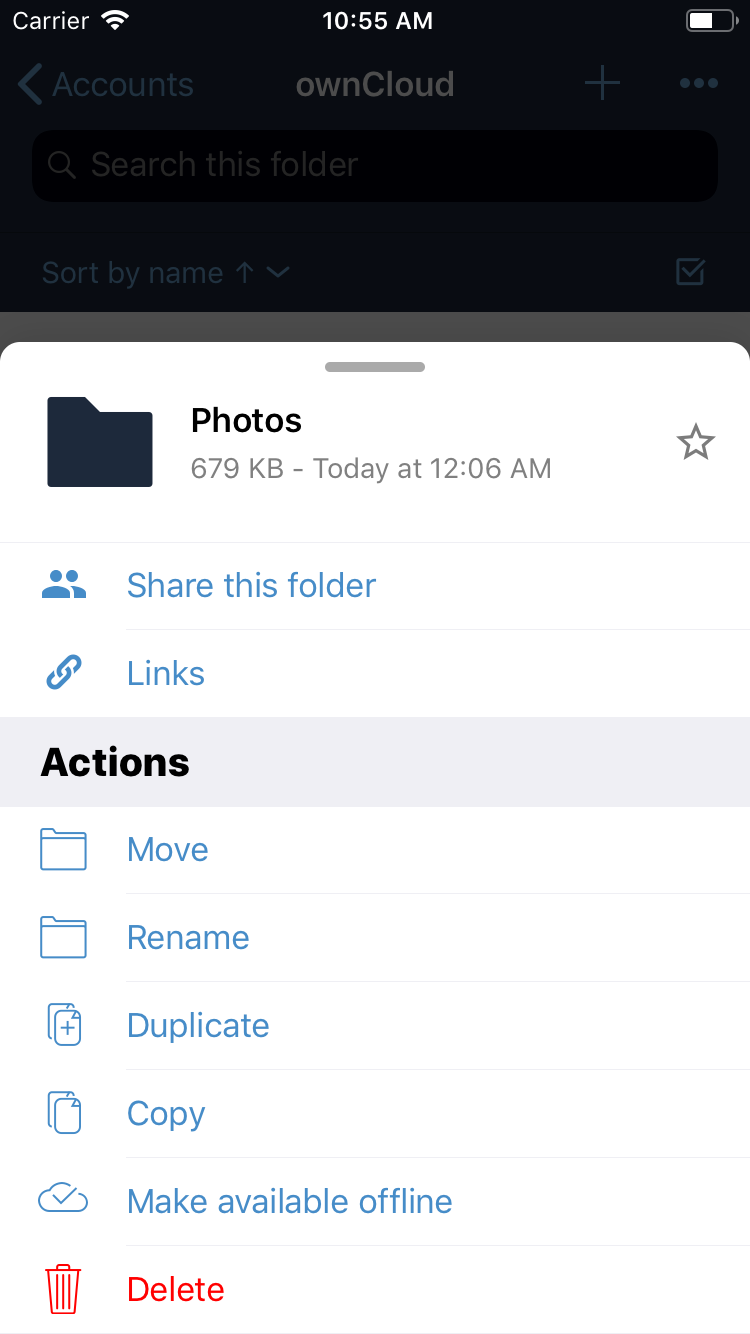 Carrier 10:55 AM
Accounts ownCloud
Search this folder
Sort by name
Photos
679 KB - Today at 12:06 AM
Share this folder
Links
Actions
Move
Rename
Duplicate
Copy
Make available offline
Delete